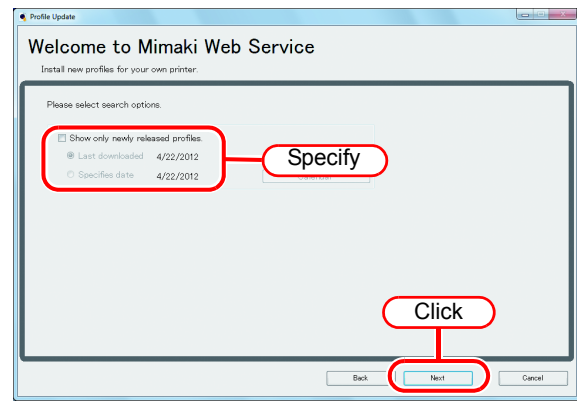 Profile Update
Welcome to Mimaki Web Service
Install new profiles for your own printer.
Please select search options.
Show only newly released profiles.
Last downloaded 4/22/2012
Specifies date 4/22/2012
Specify
Calendar
Click
Back Next Cancel